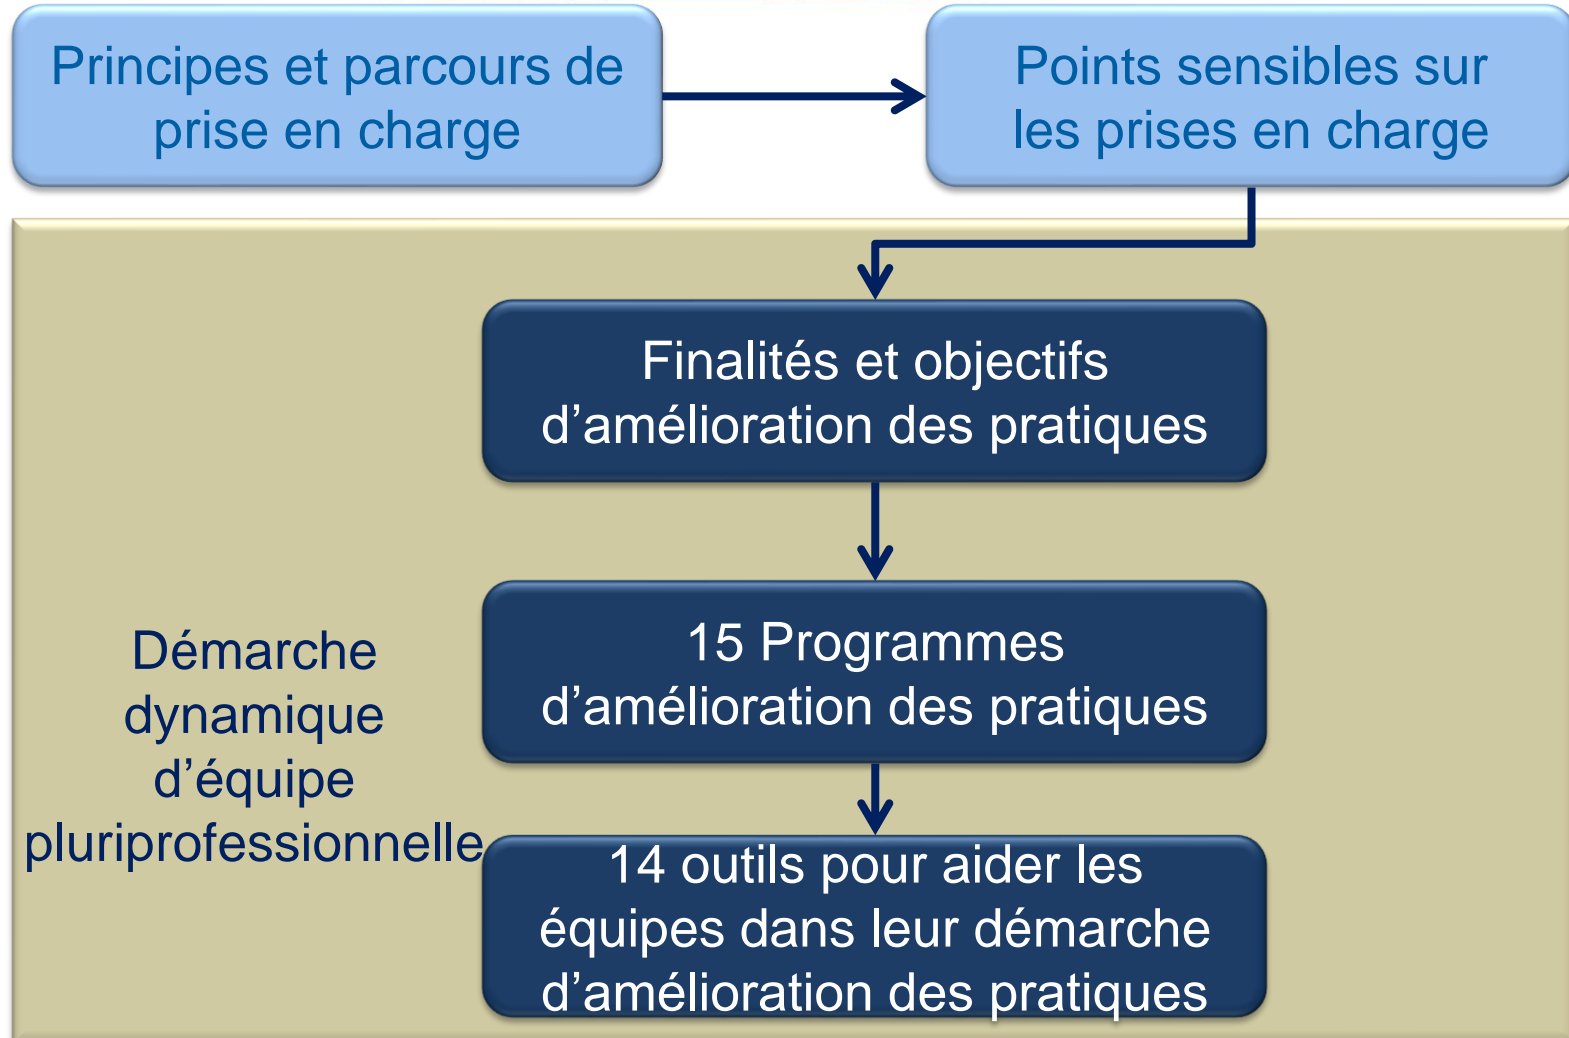 Principes et parcours de
prise en charge
Points sensibles sur
les prises en charge
Finalités et objectifs
d’amélioration des pratiques
15 Programmes
d’amélioration des pratiques
Démarche
dynamique
d’équipe
pluriprofessionnelle
14 outils pour aider les
équipes dans leur démarche
d’amélioration des pratiques